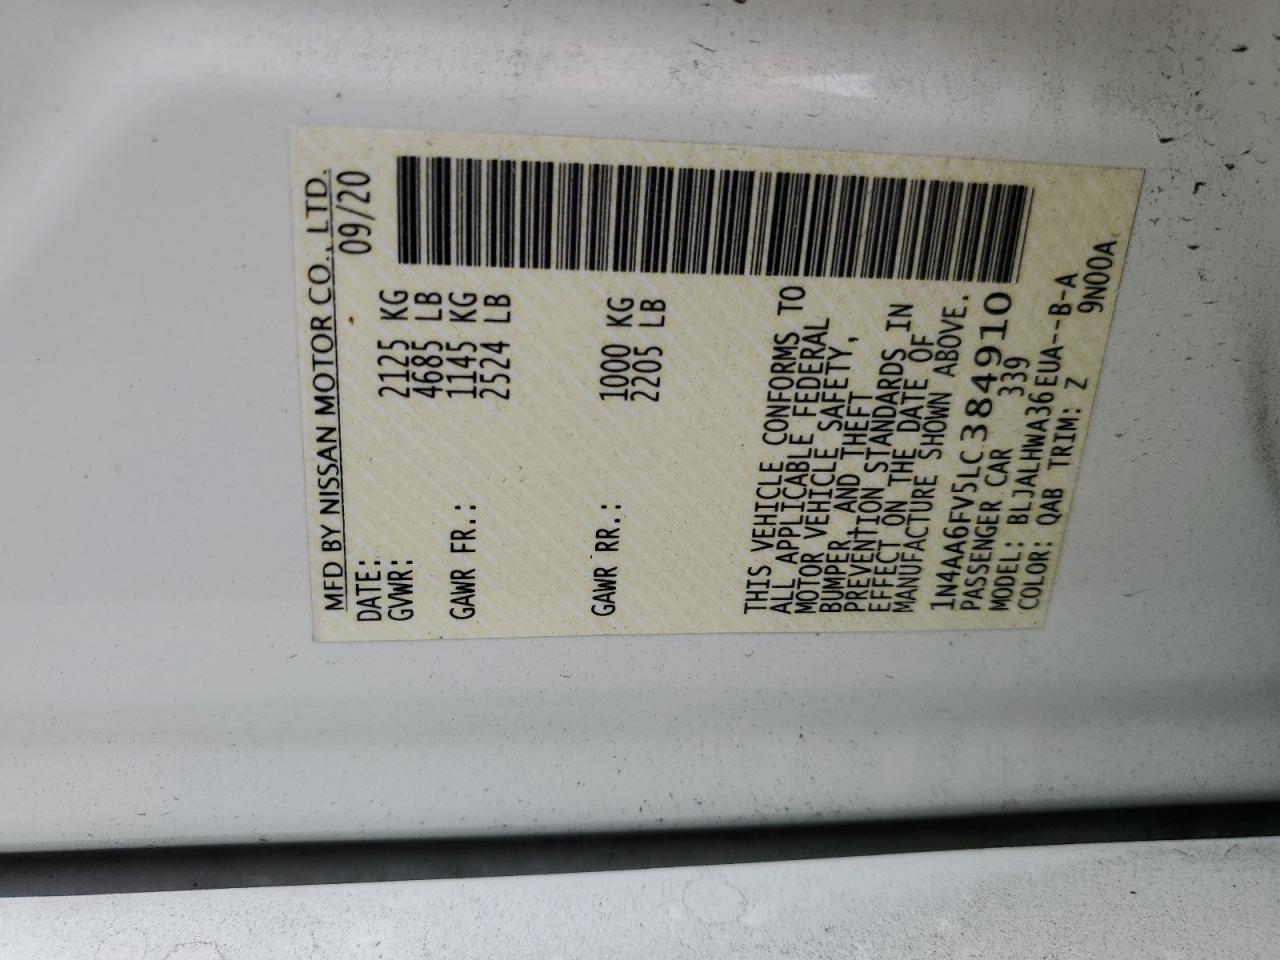 MFD BY NISSAN MOTOR CO., LTD.
DATE: 09/20
GVWR: 2125 KG
4685 LB
GAWR FR.: 1145 KG
2524 LB
GAWR RR.: 1000 KG
2205 LB
THIS VEHICLE CONFORMS TO
ALL APPLICABLE FEDERAL
MOTOR VEHICLE SAFETY,
BUMPER, AND THEFT
PREVENTION STANDARDS IN
EFFECT ON THE DATE OF
MANUFACTURE SHOWN ABOVE.
1N4AA6FV5LC384910
PASSENGER CAR 339
MODEL: BLJALHWA36EUA--B-A
COLOR: QAB TRIM: Z 9N00A